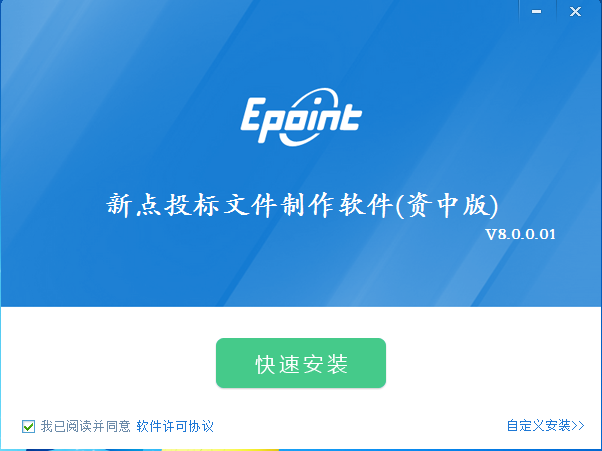 Epoint
新点投标文件制作软件(资中版)
V8.0.0.01
快速安装
我已阅读并同意 软件许可协议
自定义安装>>